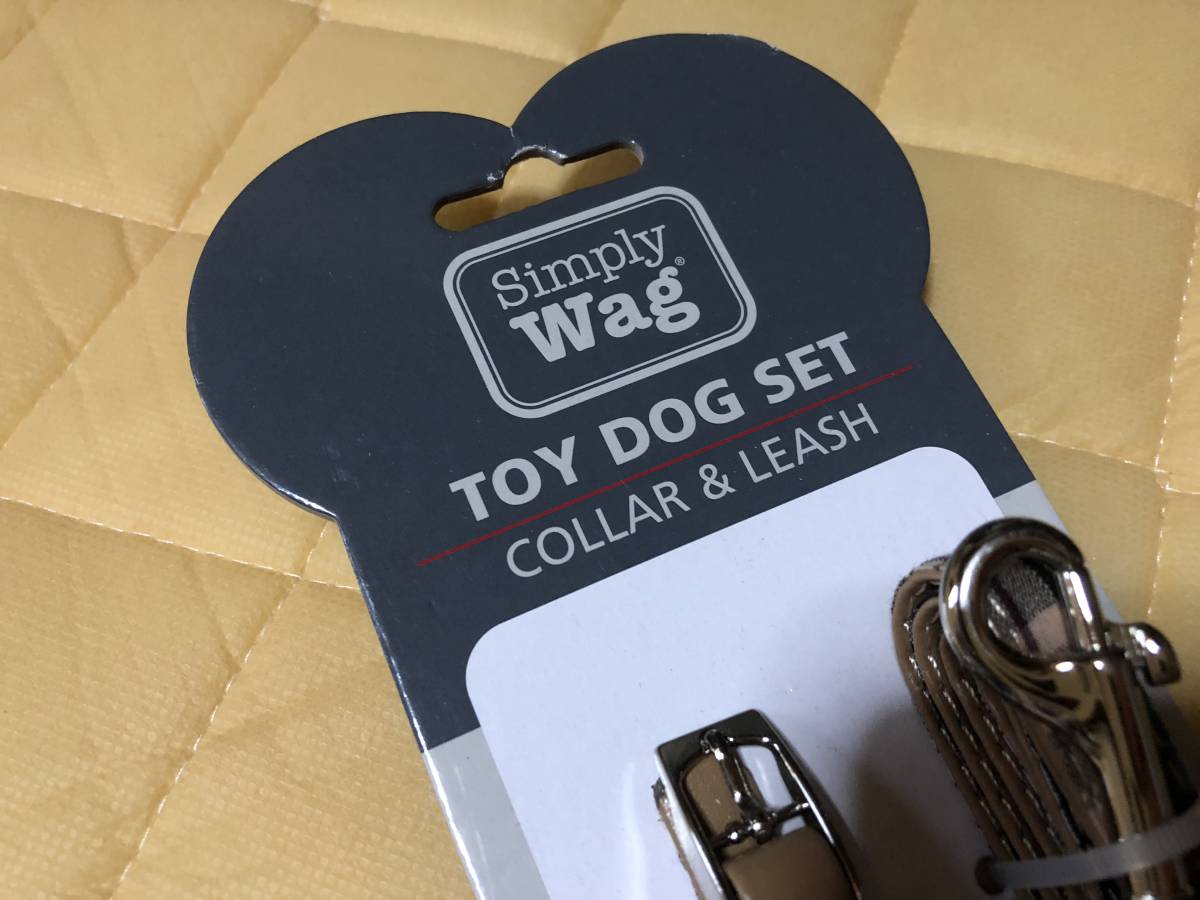 Simply
Wag®
TOY DOG SET
COLLAR & LEASH